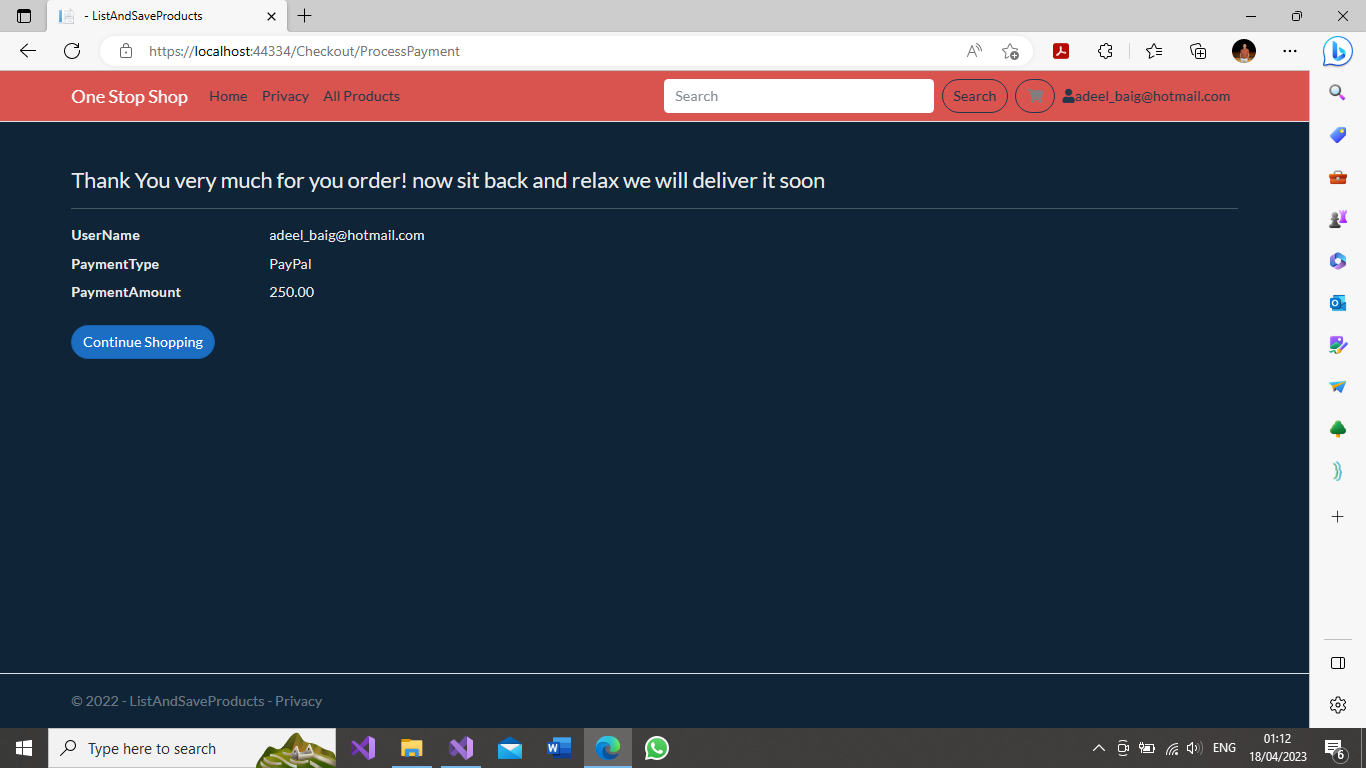 - ListAndSaveProducts
https://localhost:44334/Checkout/ProcessPayment
One Stop Shop Home Privacy All Products Search Search adeel_baig@hotmail.com
Thank You very much for you order! now sit back and relax we will deliver it soon
UserName adeel_baig@hotmail.com
PaymentType PayPal
PaymentAmount 250.00
Continue Shopping
© 2022 - ListAndSaveProducts - Privacy
Type here to search
ENG
01:12
18/04/2023
6